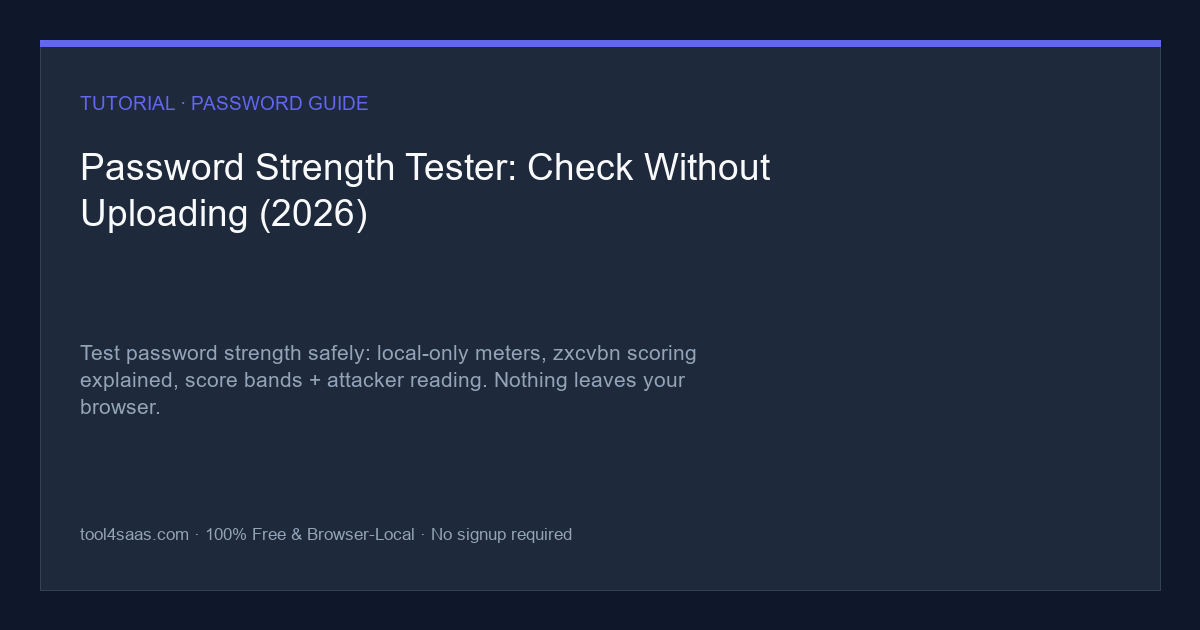 TUTORIAL · PASSWORD GUIDE
Password Strength Tester: Check Without
Uploading (2026)
Test password strength safely: local-only meters, zxcvbn scoring
explained, score bands + attacker reading. Nothing leaves your
browser.
tool4saas.com · 100% Free & Browser-Local · No signup required